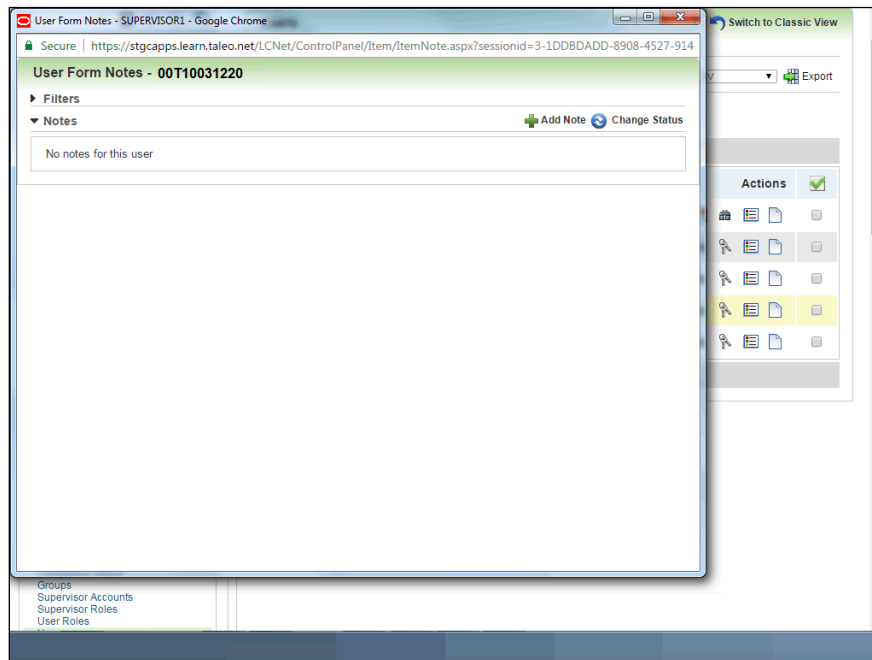 User Form Notes - SUPERVISOR1 - Google Chrome
Switch to Classic View
Secure | https://stgcapps.learn.taleo.net/LCNet/ControlPanel/Item/ItemNote.aspx?sessionid=3-1DDBDADD-8908-4527-914
User Form Notes - 00T10031220
Export
Filters
Notes
Add Note
Change Status
No notes for this user
Actions
Groups
Supervisor Accounts
Supervisor Roles
User Roles